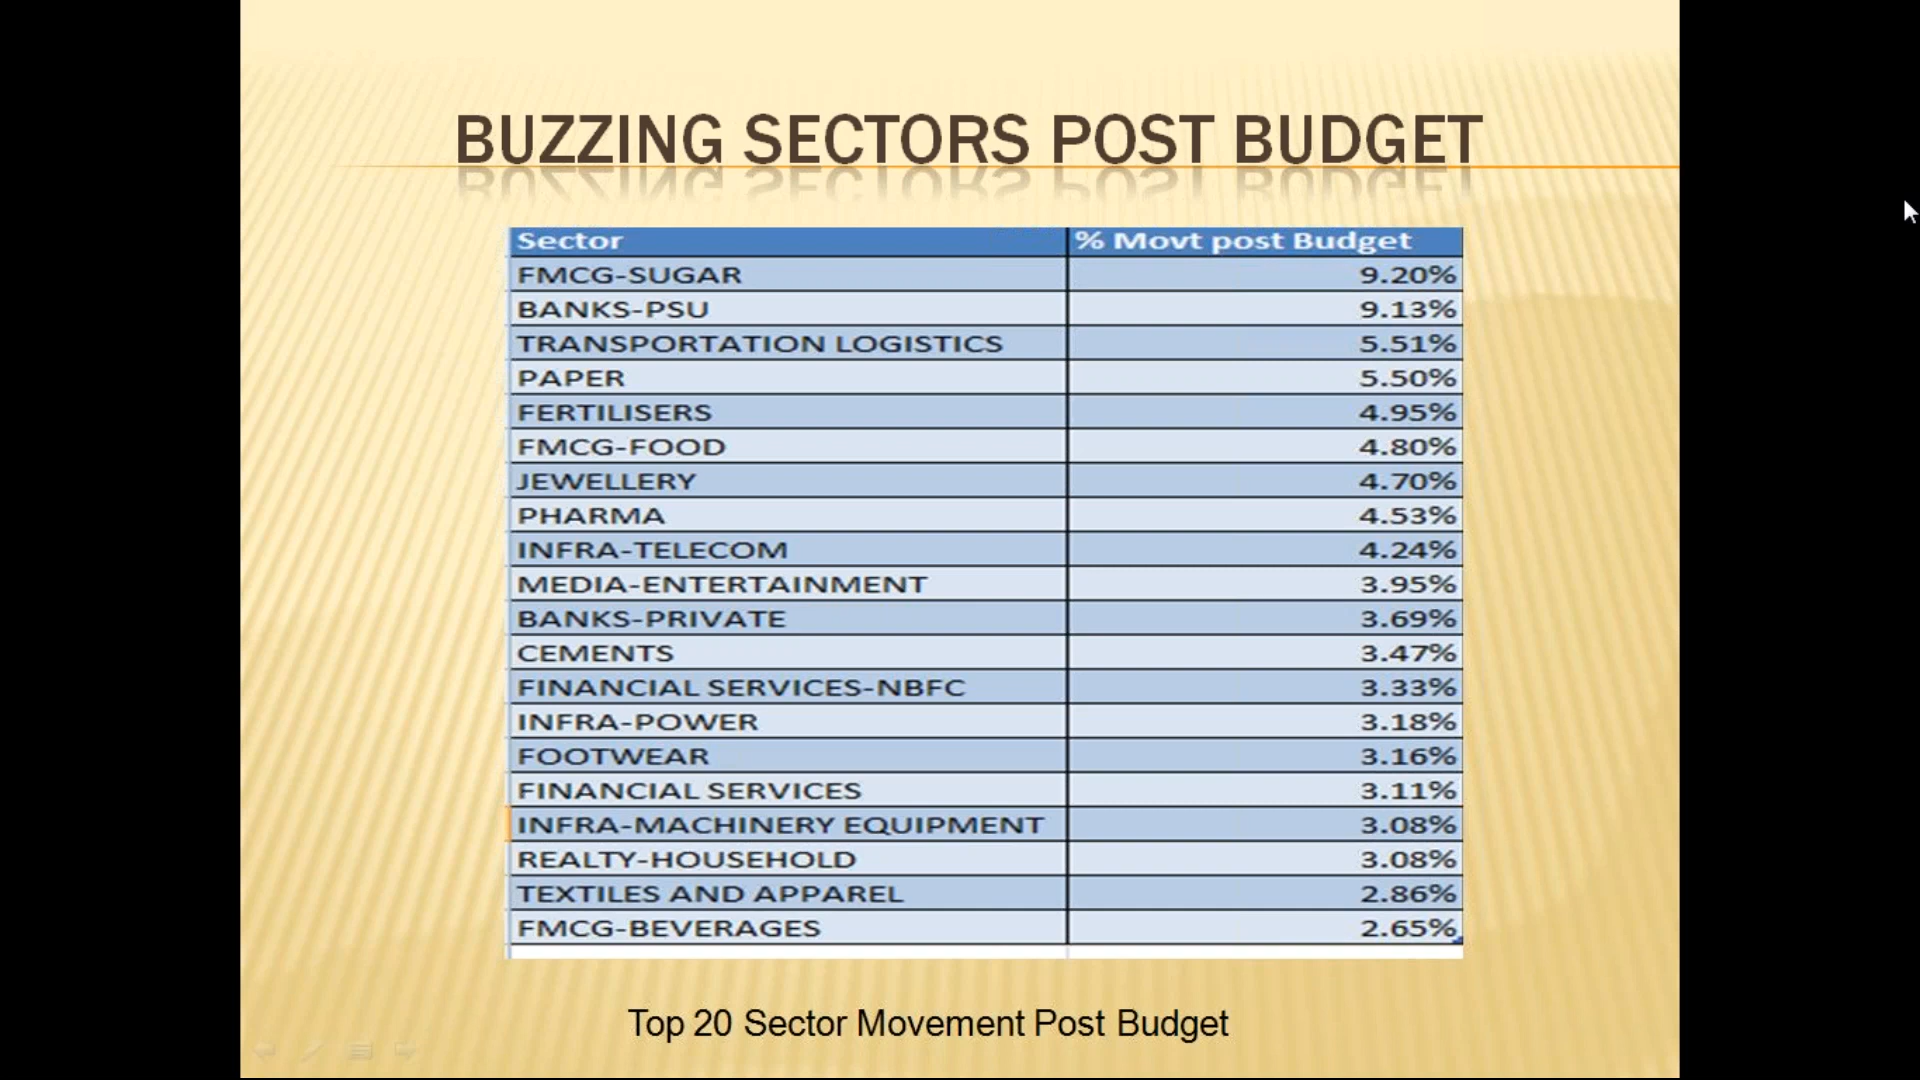 BUZZING SECTORS POST BUDGET
Sector % Movt post Budget
FMCG-SUGAR 9.20%
BANKS-PSU 9.13%
TRANSPORTATION LOGISTICS 5.51%
PAPER 5.50%
FERTILISERS 4.95%
FMCG-FOOD 4.80%
JEWELLERY 4.70%
PHARMA 4.53%
INFRA-TELECOM 4.24%
MEDIA-ENTERTAINMENT 3.95%
BANKS-PRIVATE 3.69%
CEMENTS 3.47%
FINANCIAL SERVICES-NBFC 3.33%
INFRA-POWER 3.18%
FOOTWEAR 3.16%
FINANCIAL SERVICES 3.11%
INFRA-MACHINERY EQUIPMENT 3.08%
REALTY-HOUSEHOLD 3.08%
TEXTILES AND APPAREL 2.86%
FMCG-BEVERAGES 2.65%
Top 20 Sector Movement Post Budget